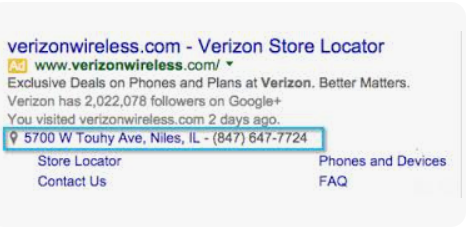 verizonwireless.com - Verizon Store Locator
Ad www.verizonwireless.com/
Exclusive Deals on Phones and Plans at Verizon. Better Matters.
Verizon has 2,022,078 followers on Google+
You visited verizonwireless.com 2 days ago.
5700 W Touhy Ave, Niles, IL - (847) 647-7724
Store Locator Phones and Devices
Contact Us FAQ